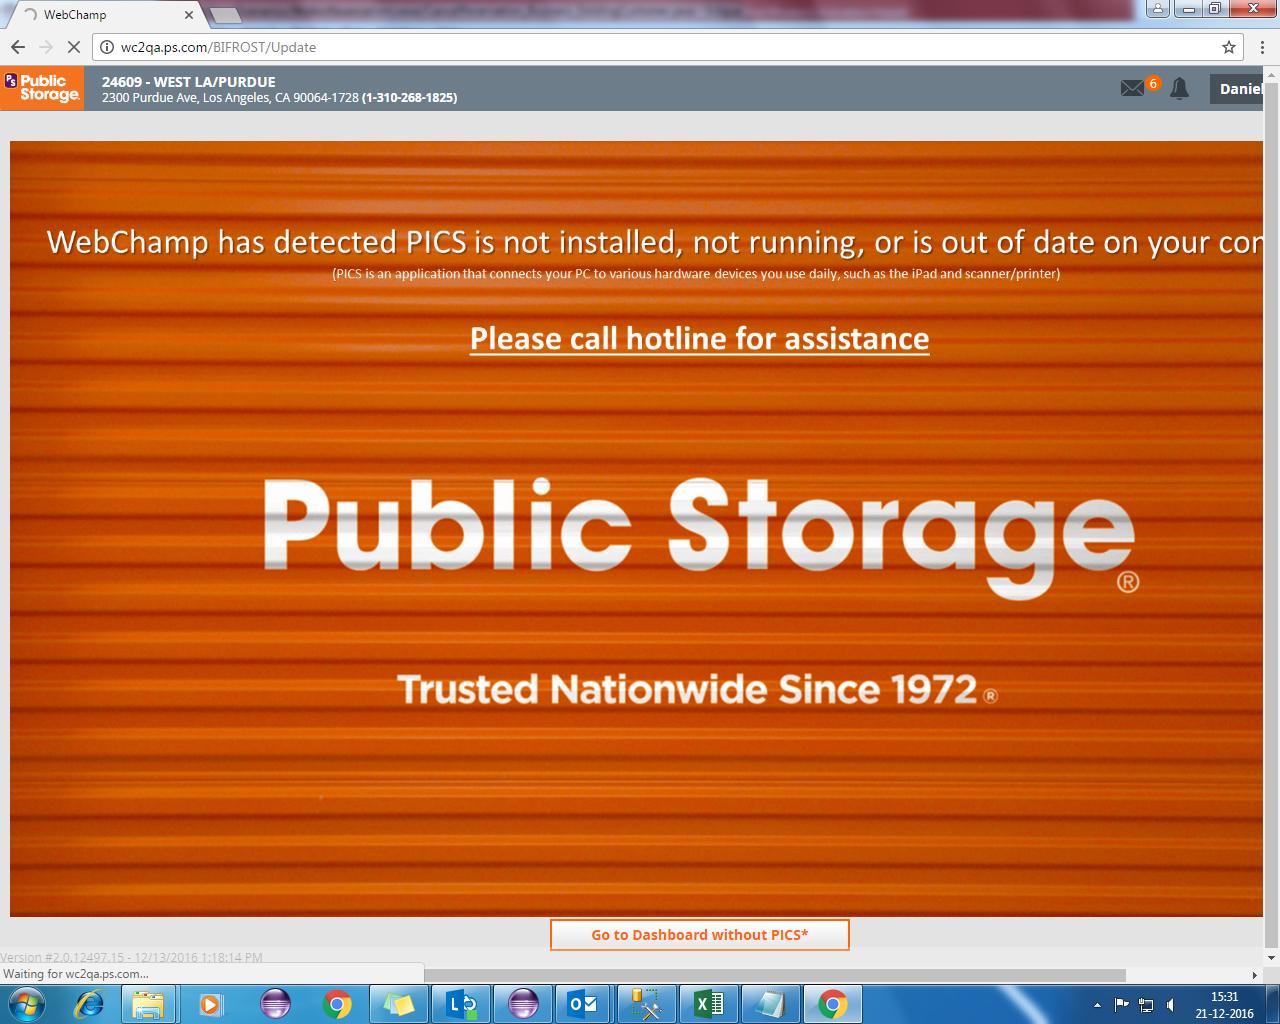 WebChamp
wc2qa.ps.com/BIFROST/Update
PS Public Storage.
24609 - WEST LA/PURDUE
2300 Purdue Ave, Los Angeles, CA 90064-1728 (1-310-268-1825)
6
Daniel
WebChamp has detected PICS is not installed, not running, or is out of date on your con
(PICS is an application that connects your PC to various hardware devices you use daily, such as the iPad and scanner/printer)
Please call hotline for assistance
Public Storage®
Trusted Nationwide Since 1972®
Go to Dashboard without PICS*
Version #2.0.12497.15 - 12/13/2016 1:18:14 PM
Waiting for wc2qa.ps.com...
15:31
21-12-2016